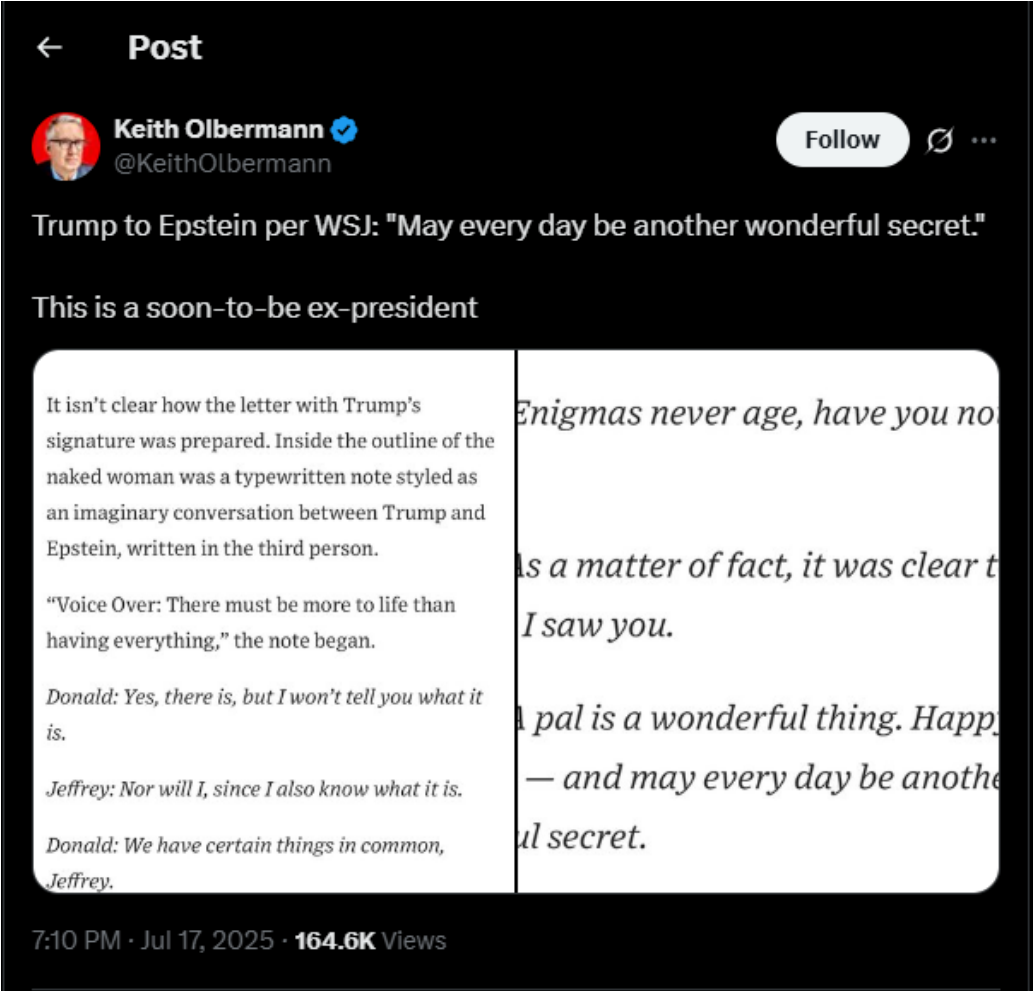 Post
Keith Olbermann
@KeithOlbermann
Follow
Trump to Epstein per WSJ: "May every day be another wonderful secret."
This is a soon-to-be ex-president
It isn’t clear how the letter with Trump’s
signature was prepared. Inside the outline of the
naked woman was a typewritten note styled as
an imaginary conversation between Trump and
Epstein, written in the third person.
“Voice Over: There must be more to life than
having everything,” the note began.
Donald: Yes, there is, but I won’t tell you what it
is.
Jeffrey: Nor will I, since I also know what it is.
Donald: We have certain things in common,
Jeffrey.
Enigmas never age, have you
As a matter of fact, it was clear
I saw you.
A pal is a wonderful thing.
— and may every day be
secret.
7:10 PM · Jul 17, 2025 · 164.6K Views